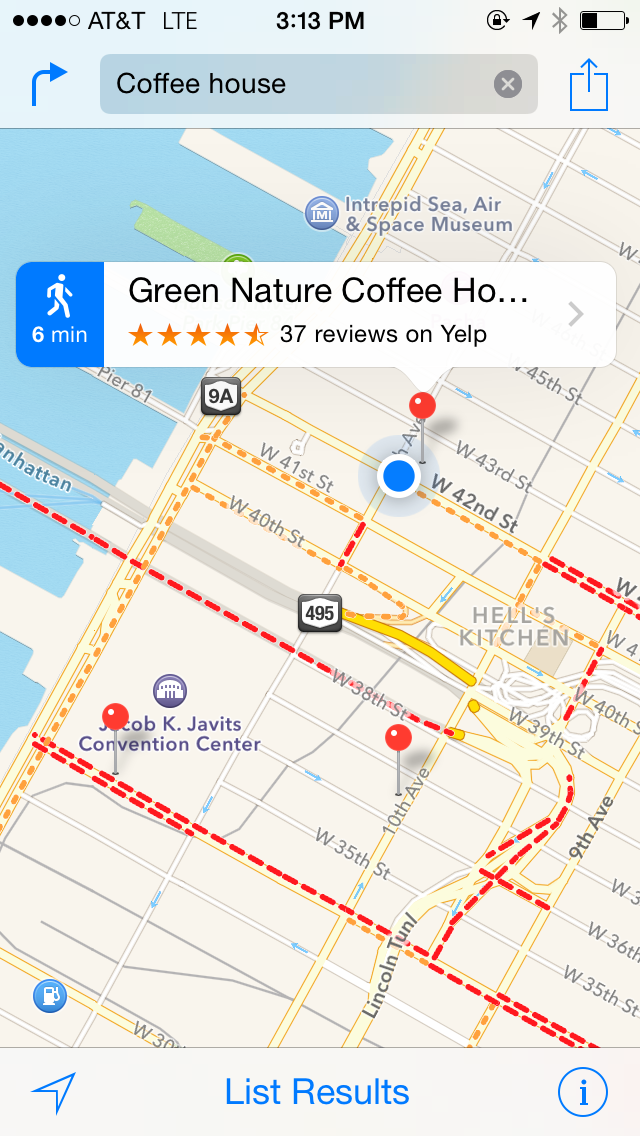 AT&T LTE 3:13 PM
Coffee house
Intrepid Sea, Air
& Space Museum
Green Nature Coffee Ho...
6 min
37 reviews on Yelp
W 45th St
Pier 81
9A
W 43rd St
W 41st St
W 42nd St
W 40th St
495
HELL'S
KITCHEN
W 38th St
W 40th St
W 39th St
Jacob K. Javits
Convention Center
10th Ave
9th Ave
W 35th St
Lincoln Tunl
W 36th
W 35th St
List Results